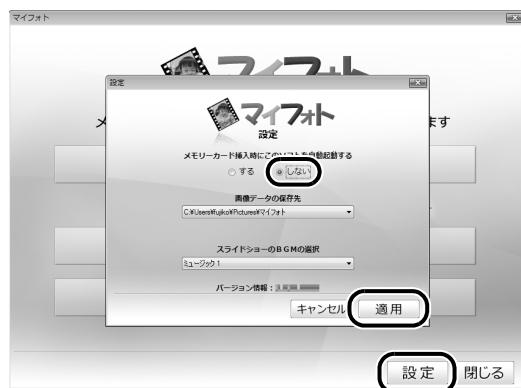 マイフォト
マイフォト
メ
ます
設定
マイフォト
設定
メモリーカード挿入時にこのソフトを自動起動する
する しない
画像データの保存先
C:¥Users¥fujiko¥Pictures¥マイフォト
スライドショーのBGMの選択
ミュージック1
バージョン情報：
キャンセル 適用
設定 閉じる